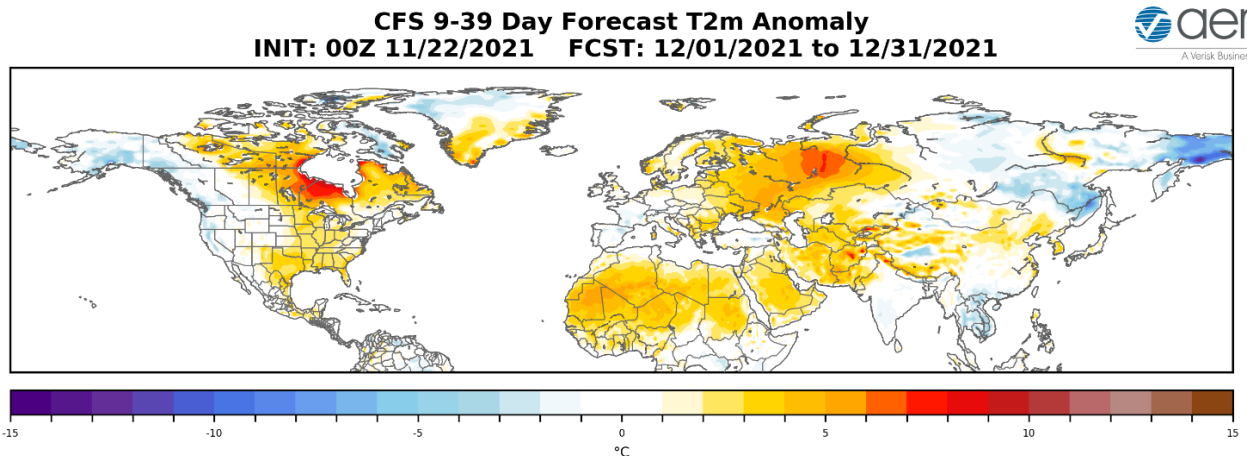 CFS 9-39 Day Forecast T2m Anomaly
INIT: 00Z 11/22/2021 FCST: 12/01/2021 to 12/31/2021
aer
A Verisk Business
-15 -10 -5 0 5 10 15
°C